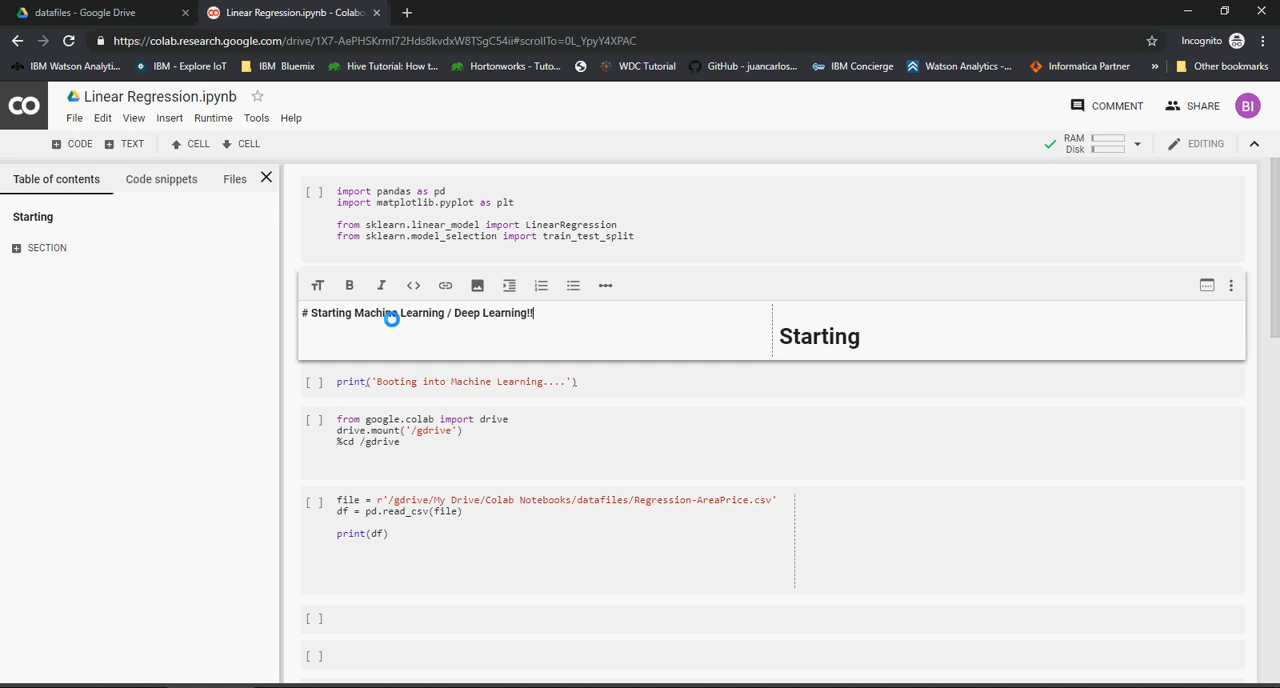 datafiles - Google Drive
Linear Regression.ipynb - Colabo
https://colab.research.google.com/drive/1X7-AePHSKrmI72Hds8kvdxW8TSgC54ii#scrollTo=0L_YpyY4XPAC
Incognito
IBM Watson Analyti...
IBM - Explore IoT
IBM Bluemix
Hive Tutorial: How t...
Hortonworks - Tuto...
WDC Tutorial
GitHub - juancarlos...
IBM Concierge
Watson Analytics -...
Informatica Partner
»
Other bookmarks
CO
Linear Regression.ipynb
COMMENT
SHARE
BI
File Edit View Insert Runtime Tools Help
CODE
TEXT
CELL
CELL
RAM
Disk
EDITING
Table of contents
Code snippets
Files
Starting
SECTION
[ ] import pandas as pd
import matplotlib.pyplot as plt
from sklearn.linear_model import LinearRegression
from sklearn.model_selection import train_test_split
# Starting Machine Learning / Deep Learning!!
Starting
[ ] print('Booting into Machine Learning....')
[ ] from google.colab import drive
drive.mount('/gdrive')
%cd /gdrive
[ ] file = r'/gdrive/My Drive/Colab Notebooks/datafiles/Regression-AreaPrice.csv'
df = pd.read_csv(file)
print(df)
[ ]
[ ]